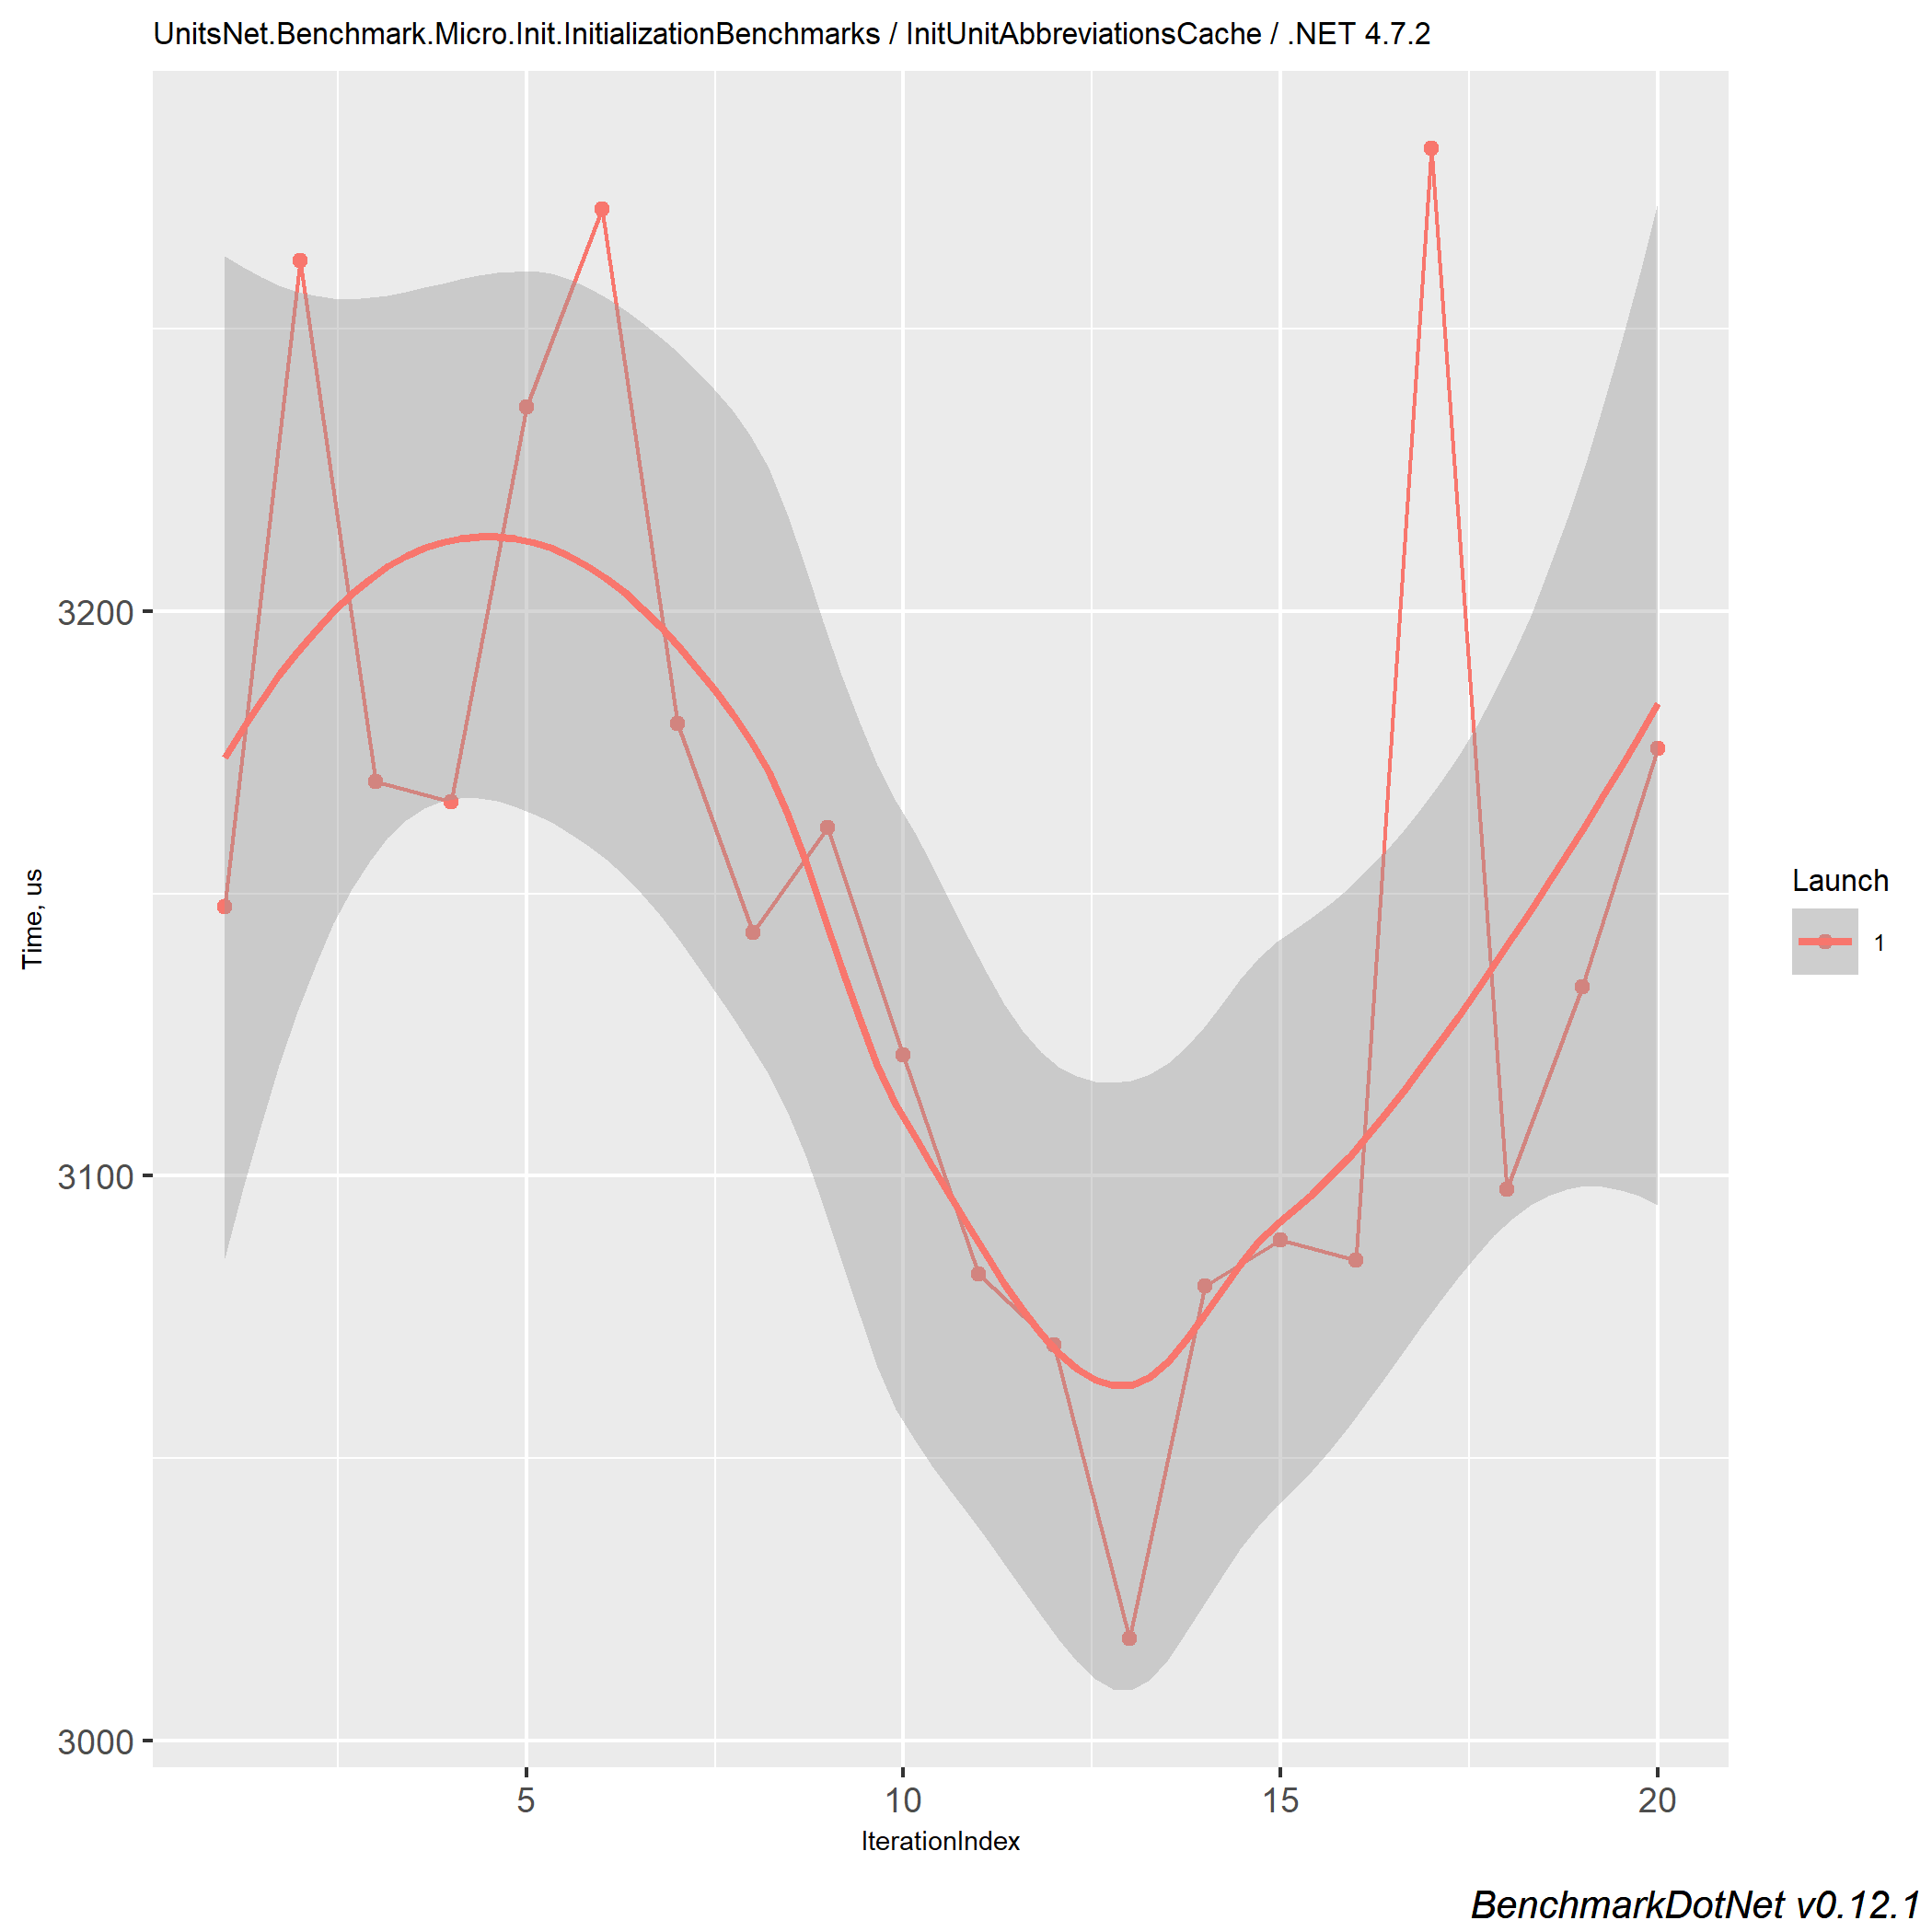 UnitsNet.Benchmark.Micro.Init.InitializationBenchmarks / InitUnitAbbreviationsCache / .NET 4.7.2
3200
3100
3000
Time, us
5 10 15 20
IterationIndex
Launch
1
BenchmarkDotNet v0.12.1